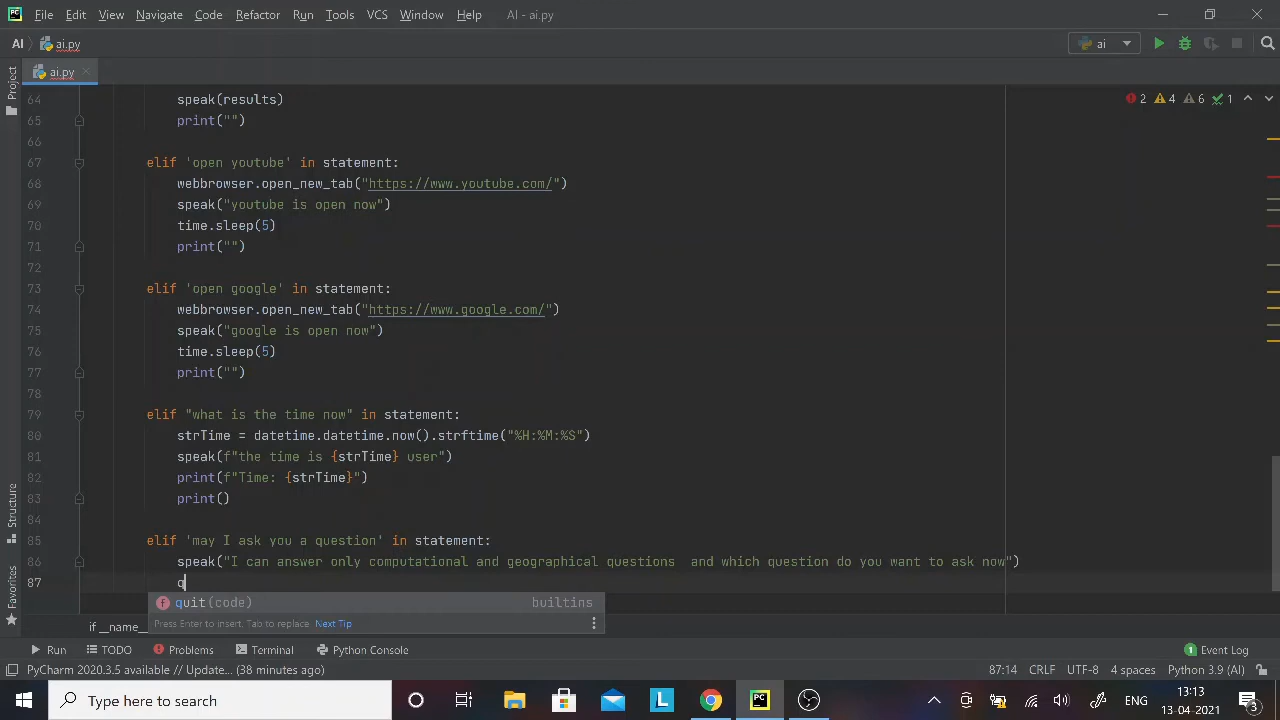 File Edit View Navigate Code Refactor Run Tools VCS Window Help AI - ai.py
AI ai.py ai
ai.py
Project
2 4 6 1
64 speak(results)
65 print("")
66
67 elif 'open youtube' in statement:
68 webbrowser.open_new_tab("https://www.youtube.com/")
69 speak("youtube is open now")
70 time.sleep(5)
71 print("")
72
73 elif 'open google' in statement:
74 webbrowser.open_new_tab("https://www.google.com/")
75 speak("google is open now")
76 time.sleep(5)
77 print("")
78
79 elif "what is the time now" in statement:
80 strTime = datetime.datetime.now().strftime("%H:%M:%S")
81 speak(f"the time is {strTime} user")
82 print(f"Time: {strTime}")
83 print()
84
85 elif 'may I ask you a question' in statement:
86 speak("I can answer only computational and geographical questions  and which question do you want to ask now")
87 q
f quit(code) builtins
Press Enter to insert, Tab to replace Next Tip
if __name__
Structure
Favorites
Run TODO Problems Terminal Python Console 1 Event Log
PyCharm 2020.3.5 available // Update... (38 minutes ago) 87:14 CRLF UTF-8 4 spaces Python 3.9 (AI)
Type here to search L PC ENG 13:13
13-04-2021 3